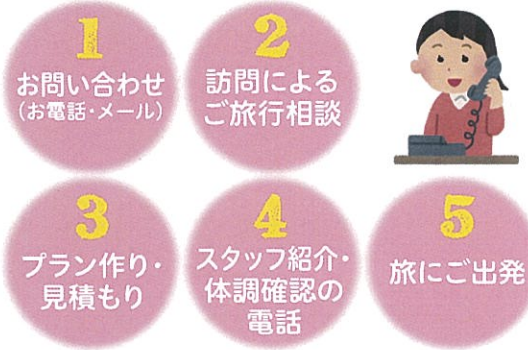 1
お問い合わせ
（お電話・メール）
2
訪問による
ご旅行相談
3
プラン作り・
見積もり
4
スタッフ紹介・
体調確認の
電話
5
旅にご出発